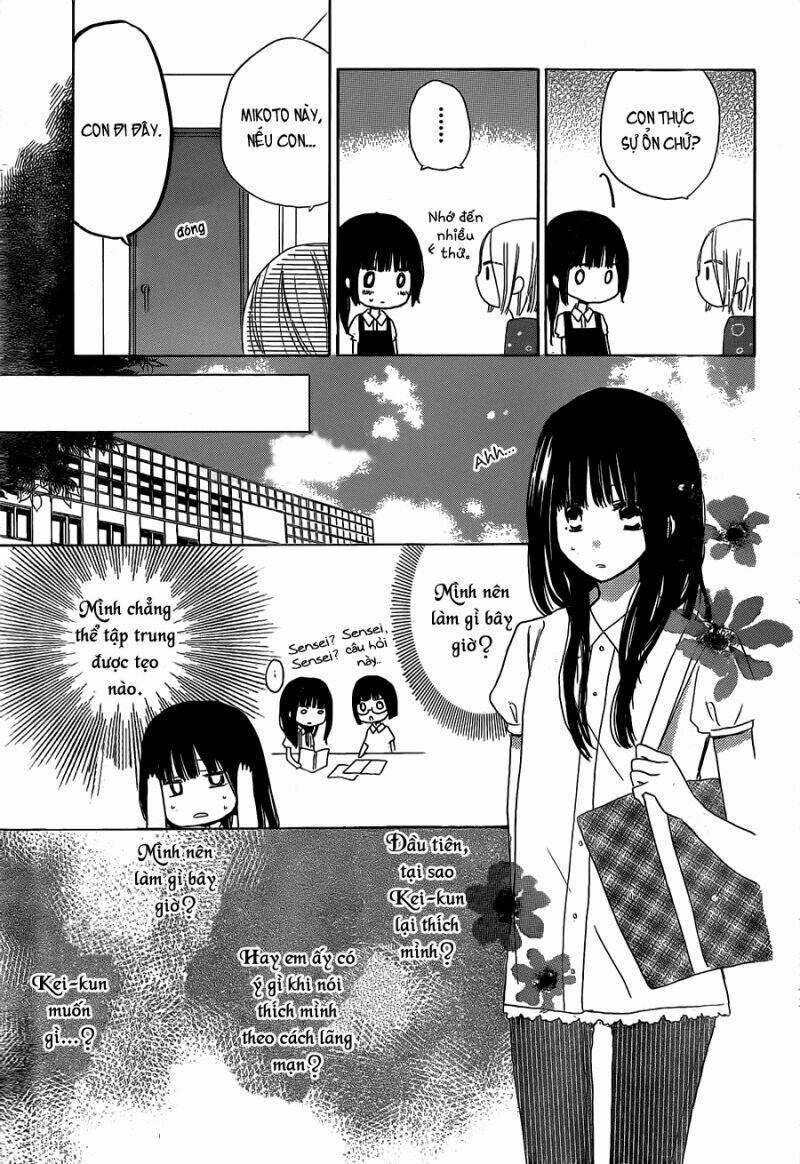 CON THỰC
SỰ ỔN CHỨ?
......
Nhớ đến
nhiều
thứ.
MIKOTO NÀY,
NẾU CON...
CON ĐI ĐÂY.
đóng
Ahh...
Mình nên
làm gì bây
giờ?
Sensei? Sensei,
Sensei? câu hỏi
này...
Mình chẳng
thể tập trung
được tẹo
nào.
Đầu tiên,
tại sao
Kei-kun
lại thích
mình?
Mình nên
làm gì bây
giờ?
Hay em ấy có
ý gì khi nói
thích mình
theo cách lãng
mạn?
Kei-kun
muốn
gì...?